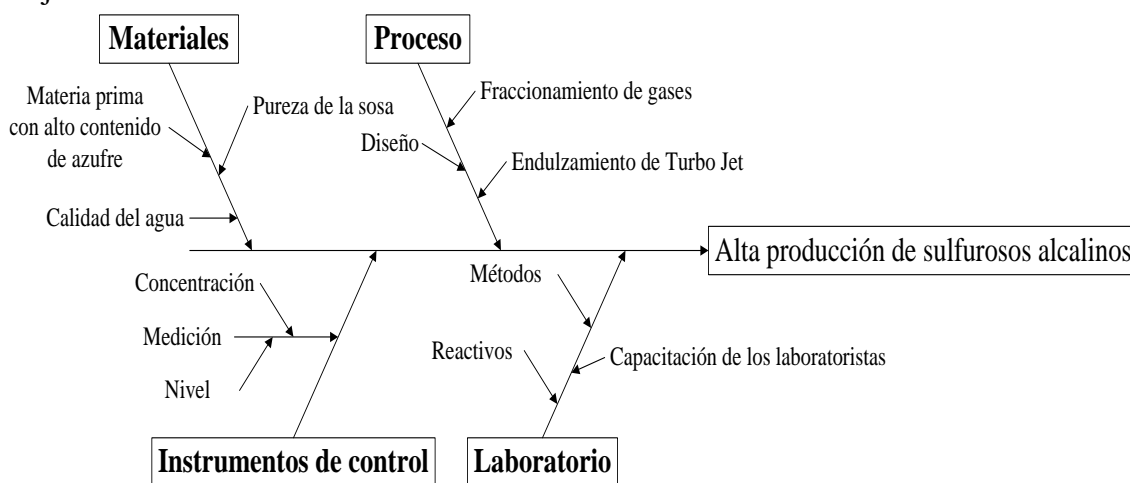 Materiales
Proceso
Fraccionamiento de gases
Materia prima
con alto contenido
de azufre
Pureza de la sosa
Diseño
Endulzamiento de Turbo Jet
Calidad del agua
Alta producción de sulfurosos alcalinos
Métodos
Concentración
Medición
Reactivos
Capacitación de los laboratoristas
Nivel
Instrumentos de control
Laboratorio